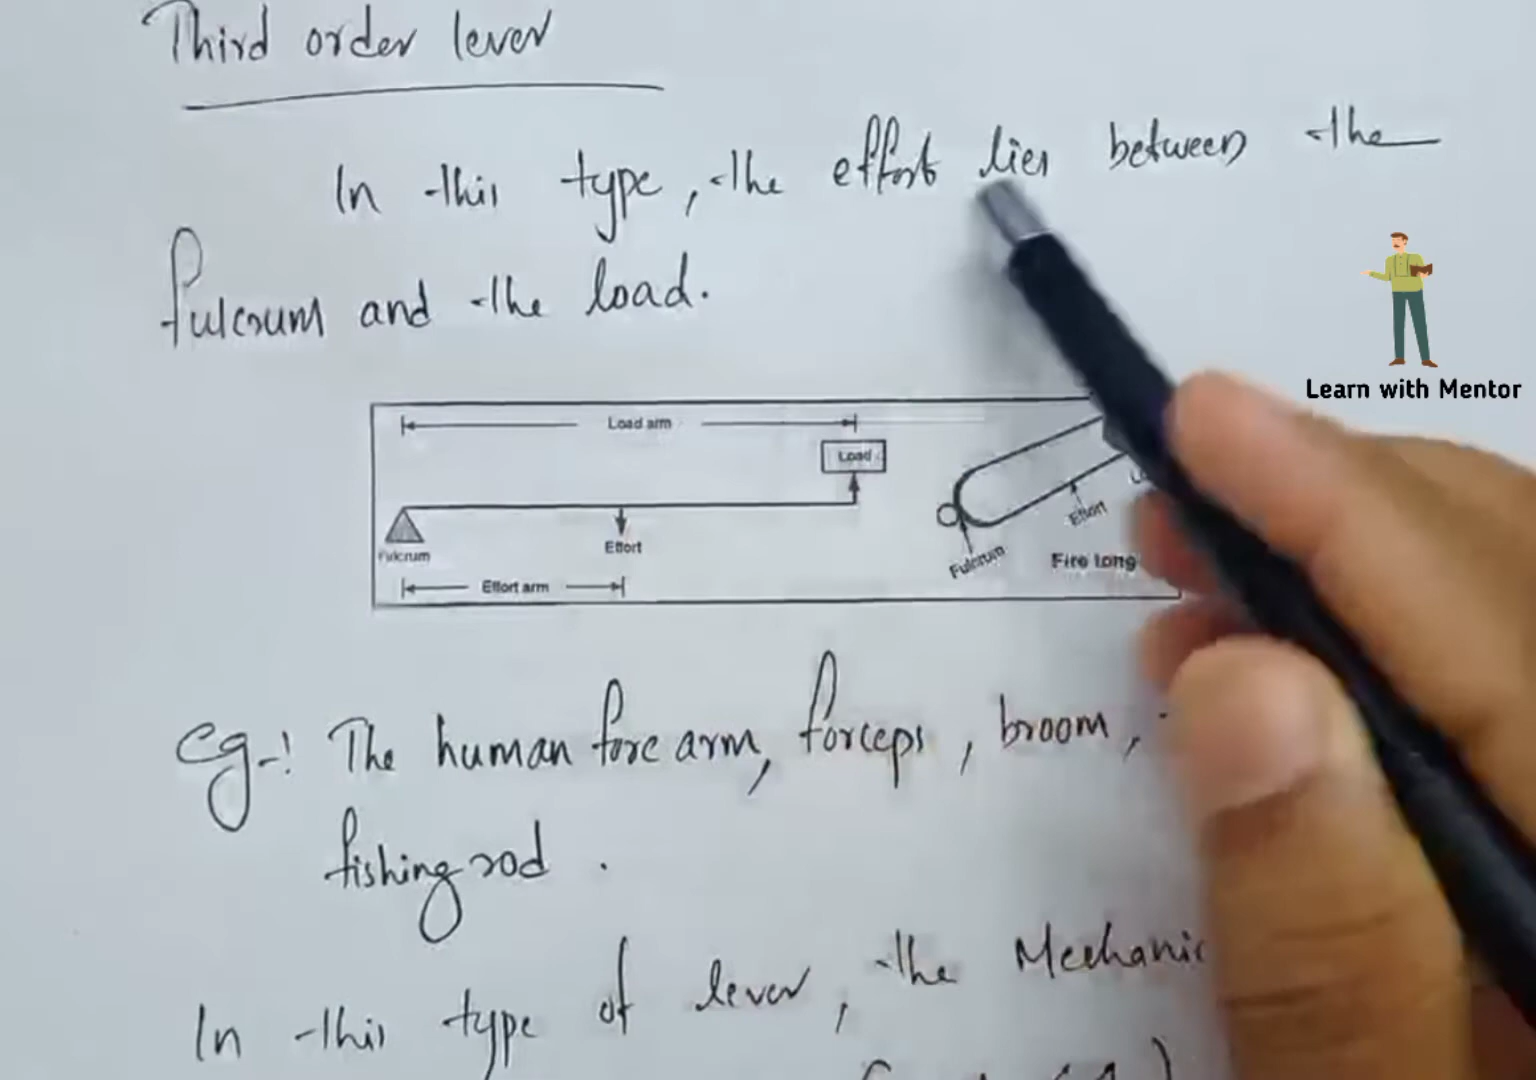 Third order lever
In this type, the effort lies between the
fulcrum and the load.
Learn with Mentor
Load arm
Load
Fulcrum
Effort
Effort arm
Effort
Fulcrum
Fire tong
eg-: The human fore arm, forceps, broom,
fishing rod.
In this type of lever, the Mechanic